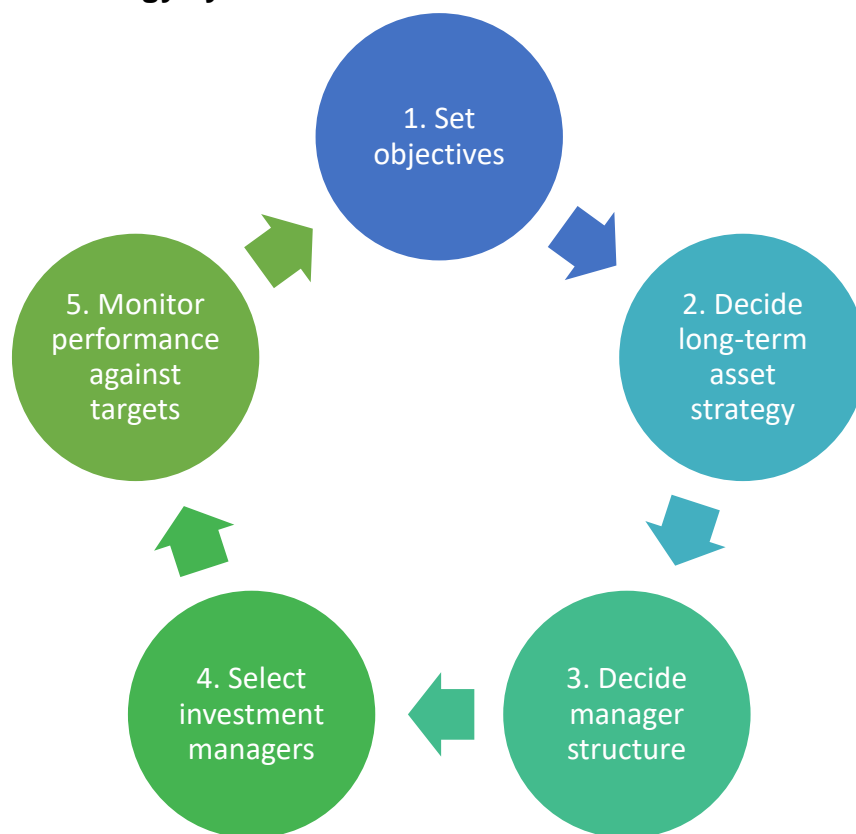 1. Set
objectives
2. Decide
long-term
asset
strategy
3. Decide
manager
structure
4. Select
investment
managers
5. Monitor
performance
against
targets